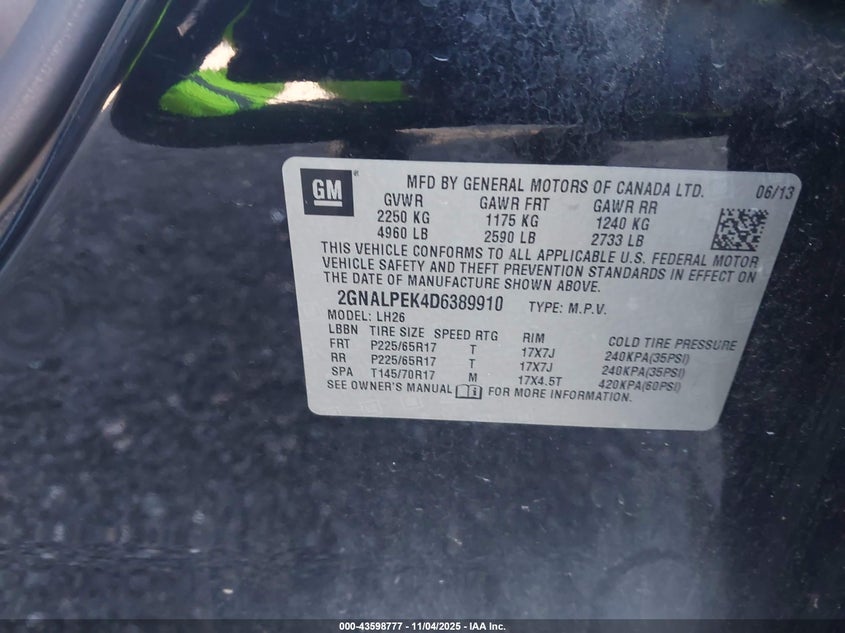 GM
MFD BY GENERAL MOTORS OF CANADA LTD. 06/13
GVWR GAWR FRT GAWR RR
2250 KG 1175 KG 1240 KG
4960 LB 2590 LB 2733 LB
THIS VEHICLE CONFORMS TO ALL APPLICABLE U.S. FEDERAL MOTOR
VEHICLE SAFETY AND THEFT PREVENTION STANDARDS IN EFFECT ON
THE DATE OF MANUFACTURE SHOWN ABOVE.
2GNALPEK4D6389910 TYPE: M.P.V.
MODEL: LH26
LBBN TIRE SIZE SPEED RTG RIM COLD TIRE PRESSURE
FRT P225/65R17 T 17X7J 240KPA(35PSI)
RR P225/65R17 T 17X7J 240KPA(35PSI)
SPA T145/70R17 M 17X4.5T 420KPA(60PSI)
SEE OWNER'S MANUAL FOR MORE INFORMATION.
000-43598777 - 11/04/2025 - IAA Inc.